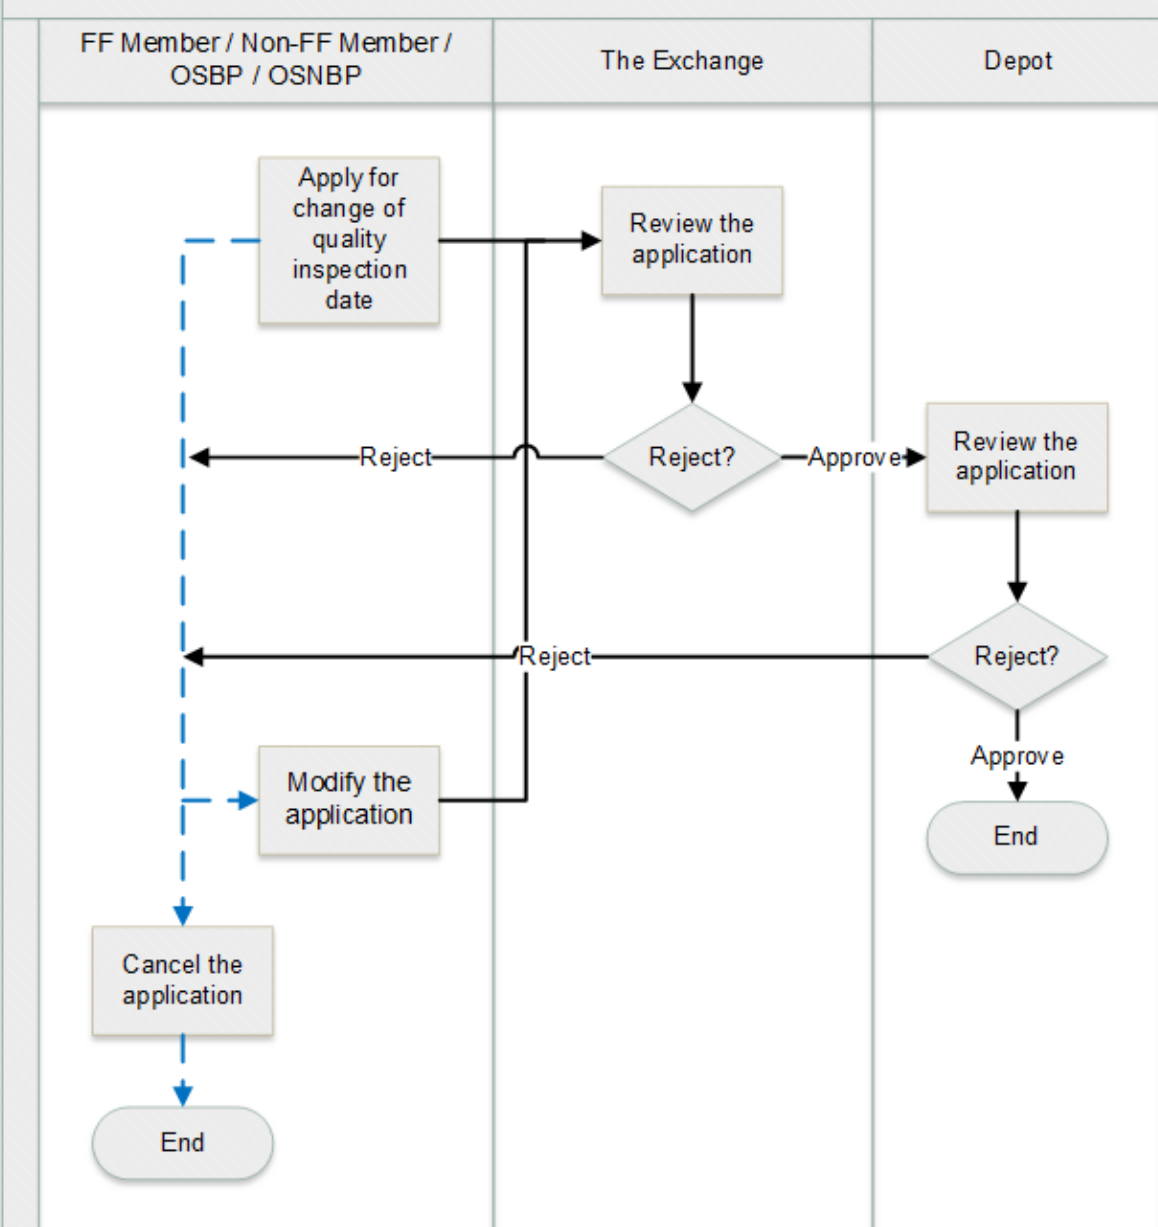 FF Member / Non-FF Member /
OSBP / OSNBP
The Exchange
Depot
Apply for
change of
quality
inspection
date
Review the
application
Reject
Reject?
Approve
Review the
application
Reject
Reject?
Approve
Modify the
application
End
Cancel the
application
End